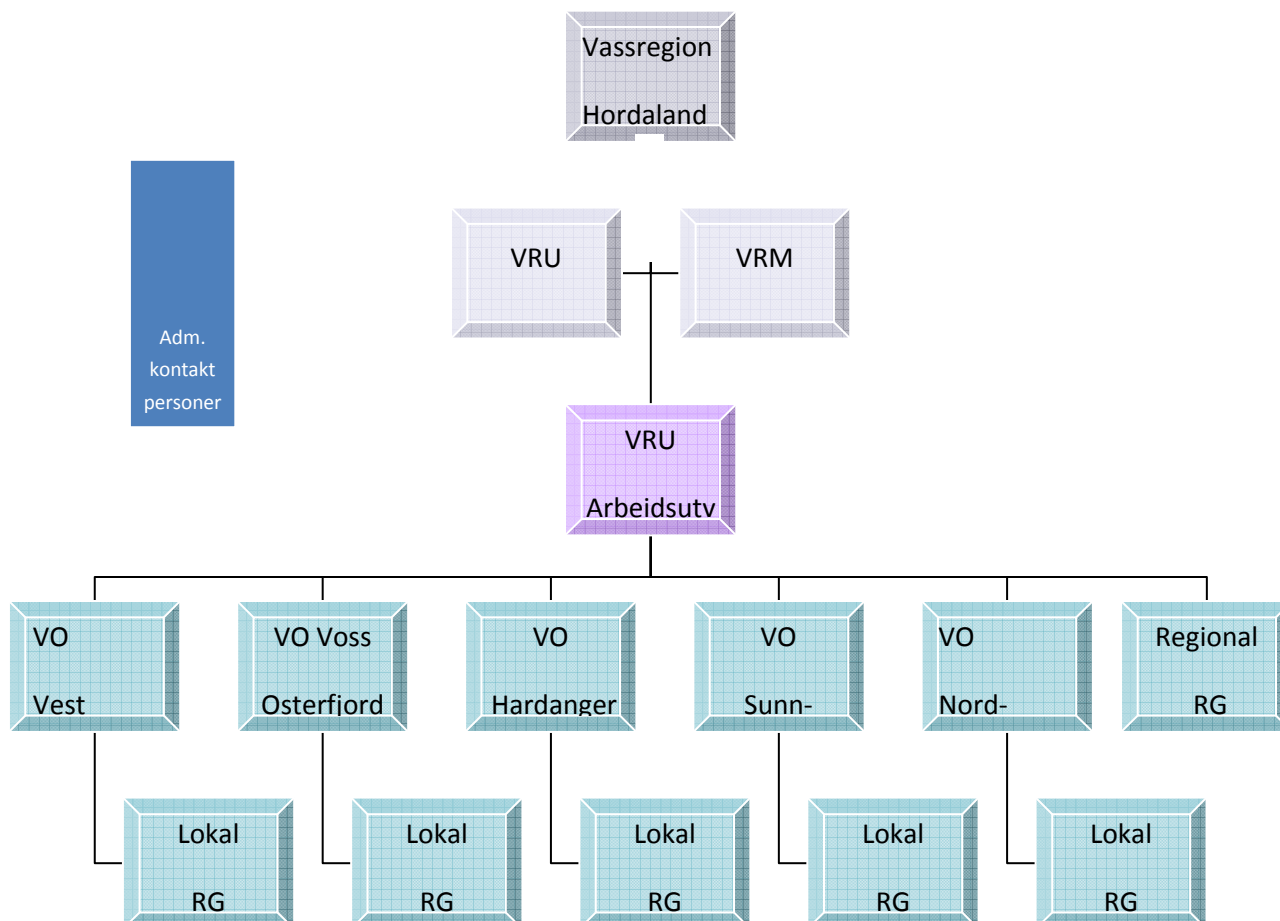 Vassregion
Hordaland
Adm.
kontakt
personer
VRU
VRM
VRU
Arbeidsutv
VO
Vest
VO Voss
Osterfjord
VO
Hardanger
VO
Sunn-
VO
Nord-
Regional
RG
Lokal
RG
Lokal
RG
Lokal
RG
Lokal
RG
Lokal
RG